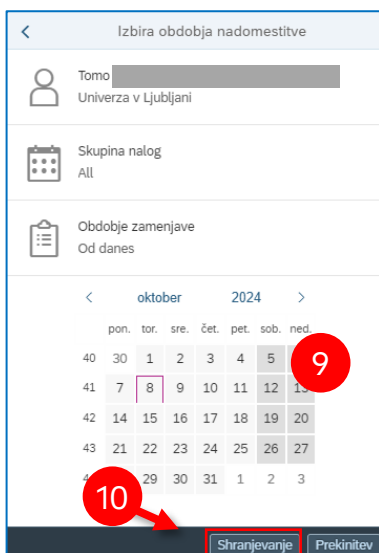 Izbira obdobja nadomestitve
Tomo
Univerza v Ljubljani
Skupina nalog
All
Obdobje zamenjave
Od danes
< oktober 2024 >
pon. tor. sre. čet. pet. sob. ned.
40 30 1 2 3 4 5
9
41 7 8 9 10 11 12
42 14 15 16 17 18 19 20
43 21 22 23 24 25 26 27
29 30 31 1 2 3
10
Shranjevanje Prekinitev